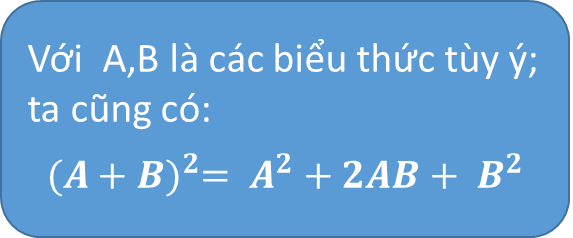 Với A,B là các biểu thức tùy ý;
ta cũng có:
(A + B)²= A² + 2AB + B²